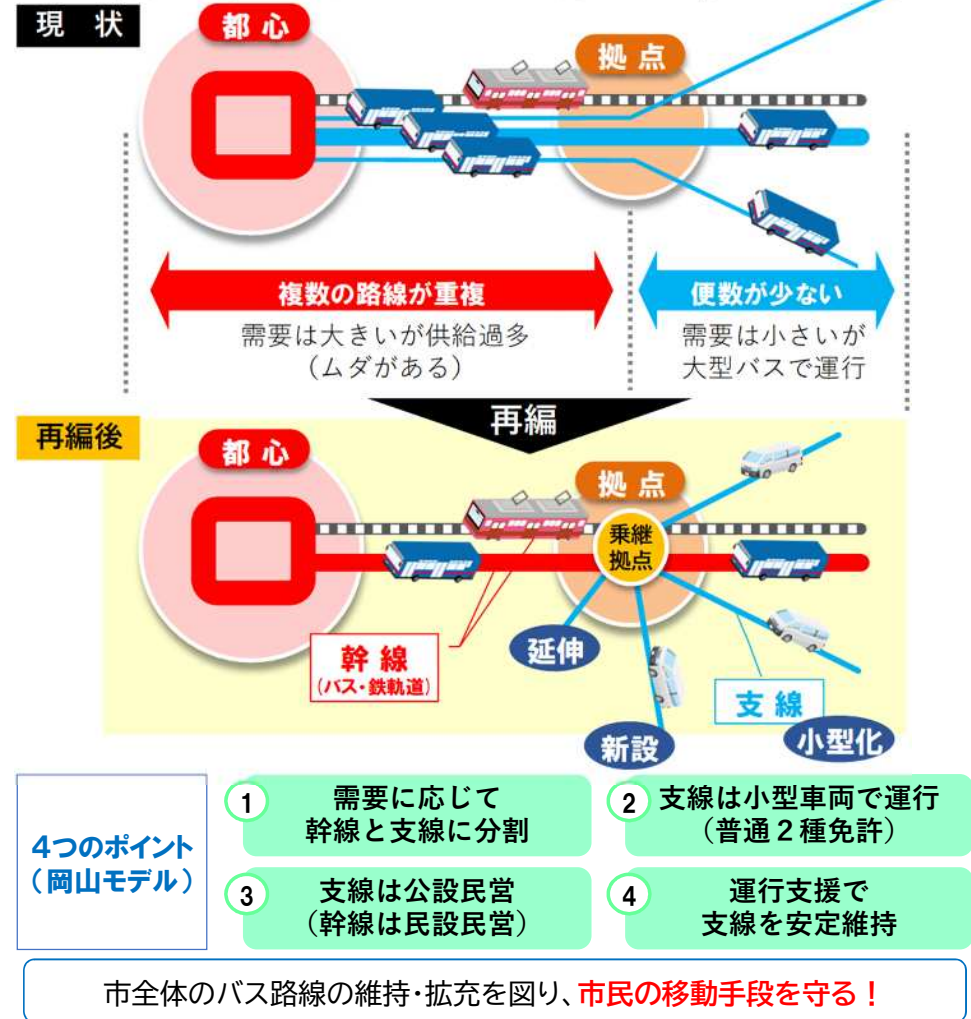 現 状
都 心
拠 点
複数の路線が重複
便数が少ない
需要は大きいが供給過多
（ムダがある）
需要は小さいが
大型バスで運行
再編
再編後
都 心
拠 点
乗継
拠点
幹 線
(バス・鉄軌道)
延伸
新設
支 線
小型化
4つのポイント
（岡山モデル）
1
需要に応じて
幹線と支線に分割
2
支線は小型車両で運行
（普通２種免許）
3
支線は公設民営
（幹線は民設民営）
4
運行支援で
支線を安定維持
市全体のバス路線の維持・拡充を図り、市民の移動手段を守る！